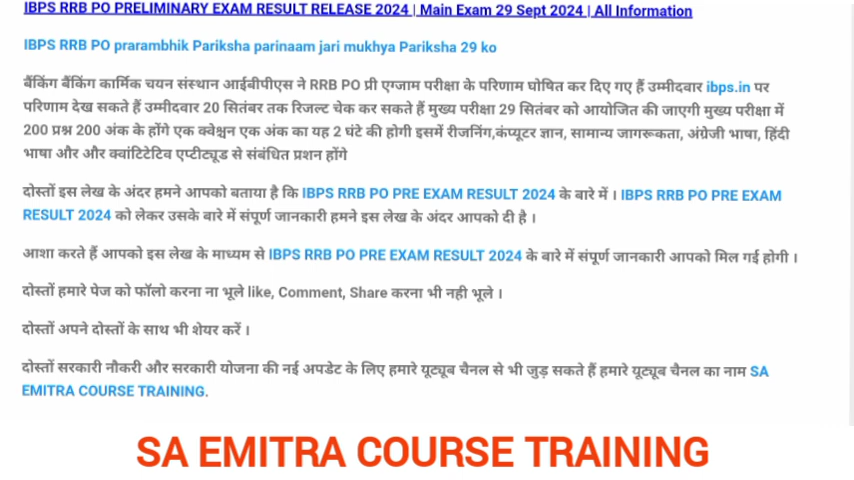 IBPS RRB PO PRELIMINARY EXAM RESULT RELEASE 2024 | Main Exam 29 Sept 2024 | All Information
IBPS RRB PO prarambhik Pariksha parinaam jari mukhya Pariksha 29 ko
बैंकिंग बैंकिंग कार्मिक चयन संस्थान आईबीपीएस ने RRB PO प्री एग्जाम परीक्षा के परिणाम घोषित कर दिए गए हैं उम्मीदवार ibps.in पर
परिणाम देख सकते हैं उम्मीदवार 20 सितंबर तक रिजल्ट चेक कर सकते हैं मुख्य परीक्षा 29 सितंबर को आयोजित की जाएगी मुख्य परीक्षा में
200 प्रश्न 200 अंक के होंगे एक क्वेश्चन एक अंक का यह 2 घंटे की होगी इसमें रीजनिंग,कंप्यूटर ज्ञान, सामान्य जागरूकता, अंग्रेजी भाषा, हिंदी
भाषा और और क्वांटिटेटिव एप्टीट्यूड से संबंधित प्रशन होंगे
दोस्तों इस लेख के अंदर हमने आपको बताया है कि IBPS RRB PO PRE EXAM RESULT 2024 के बारे में । IBPS RRB PO PRE EXAM
RESULT 2024 को लेकर उसके बारे में संपूर्ण जानकारी हमने इस लेख के अंदर आपको दी है ।
आशा करते हैं आपको इस लेख के माध्यम से IBPS RRB PO PRE EXAM RESULT 2024 के बारे में संपूर्ण जानकारी आपको मिल गई होगी ।
दोस्तों हमारे पेज को फॉलो करना ना भूले like, Comment, Share करना भी नही भूले ।
दोस्तों अपने दोस्तों के साथ भी शेयर करें ।
दोस्तों सरकारी नौकरी और सरकारी योजना की नई अपडेट के लिए हमारे यूट्यूब चैनल से भी जुड़ सकते हैं हमारे यूट्यूब चैनल का नाम SA
EMITRA COURSE TRAINING.
SA EMITRA COURSE TRAINING